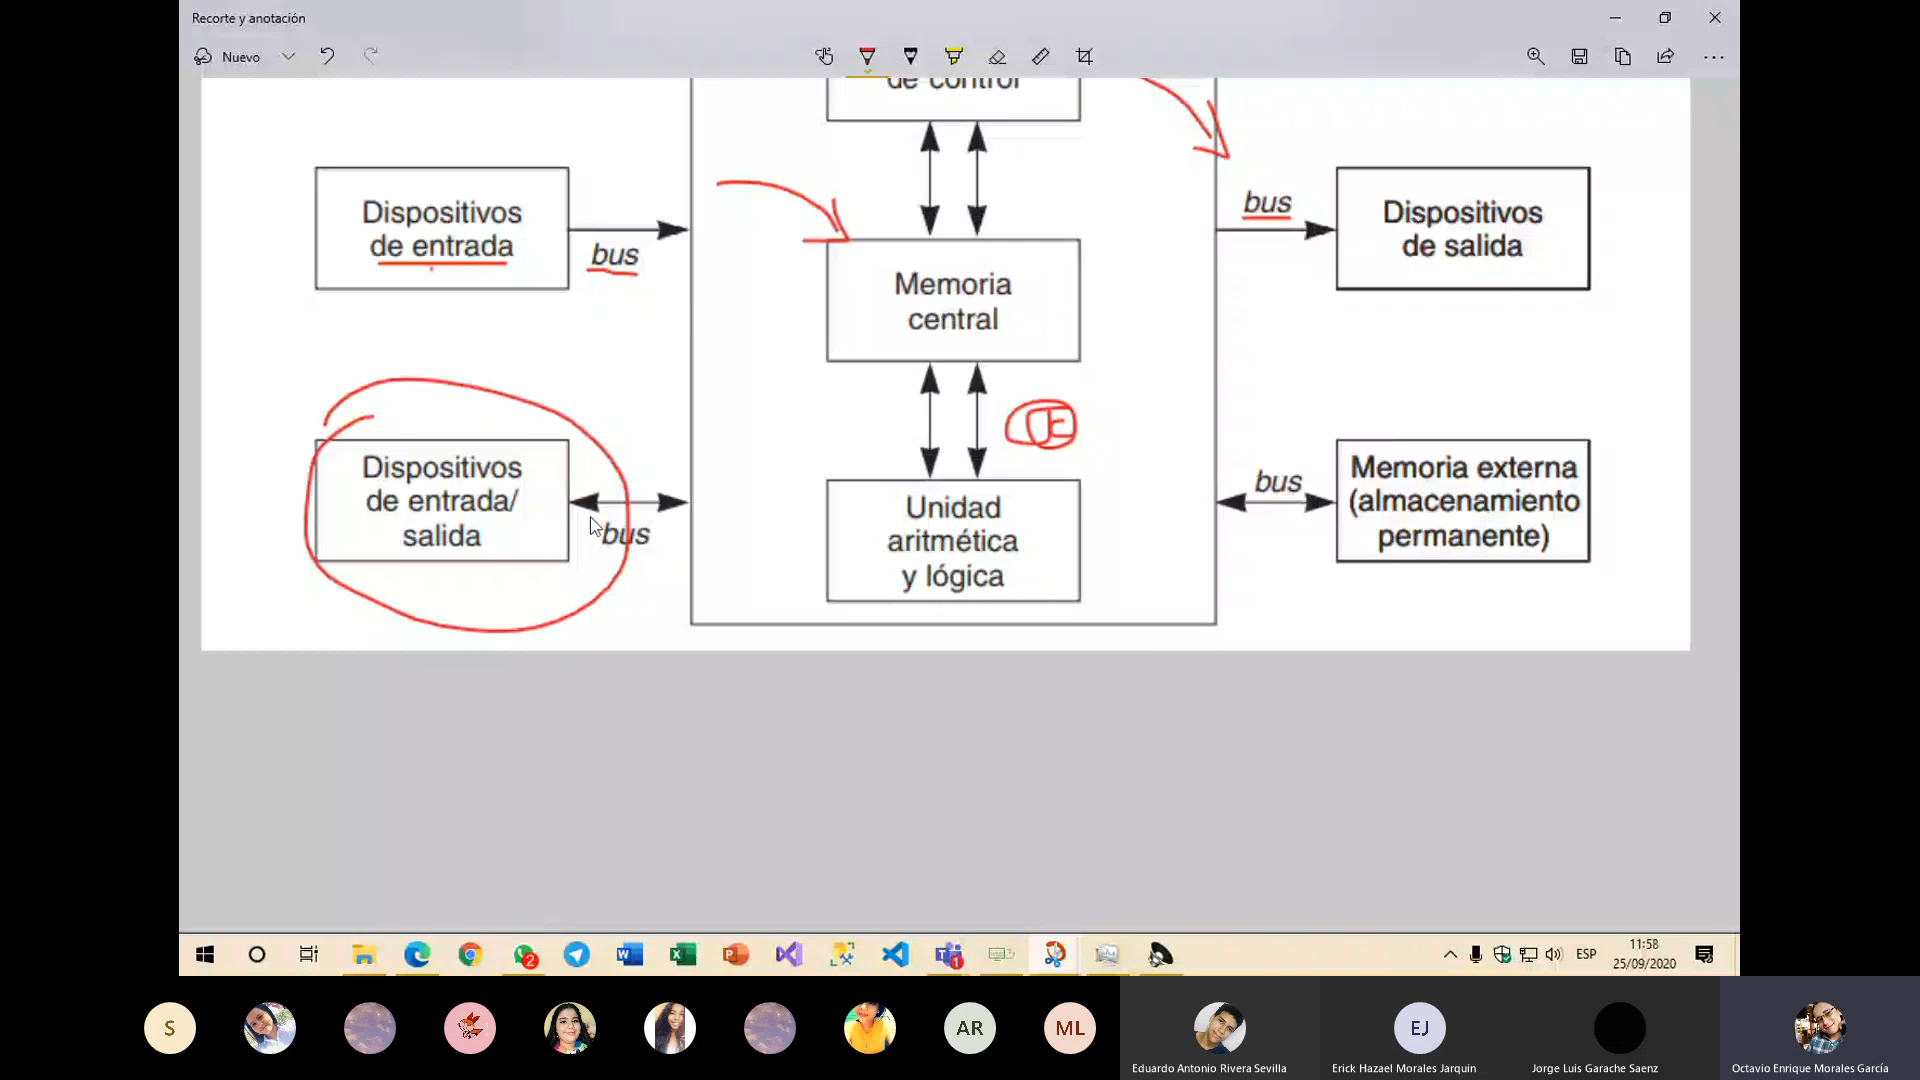 Recorte y anotación
Nuevo
de control
Dispositivos
de entrada
bus
bus
Dispositivos
de salida
Memoria
central
Dispositivos
de entrada/
salida
bus
Unidad
aritmética
y lógica
bus
Memoria externa
(almacenamiento
permanente)
2
1
ESP
11:58
25/09/2020
S
AR
ML
EJ
Eduardo Antonio Rivera Sevilla
Erick Hazael Morales Jarquin
Jorge Luis Garache Saenz
Octavio Enrique Morales García